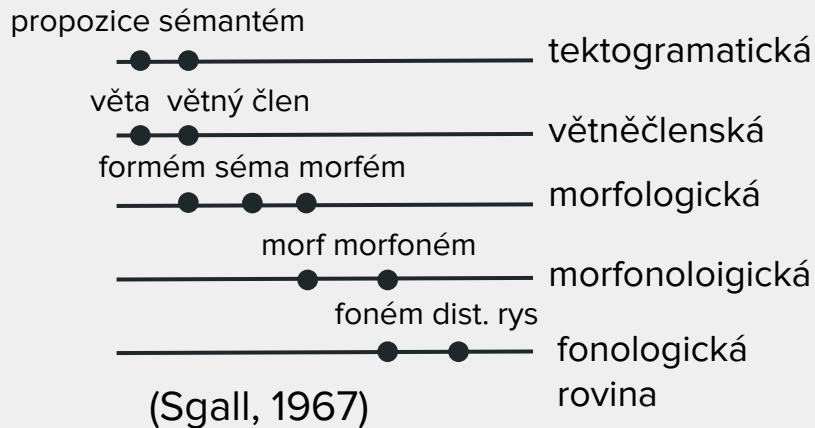 propozice sémantém
tektogramatická
věta větný člen
větněčlenská
formém séma morfém
morfologická
morf morfoném
morfonoloigická
foném dist. rys
fonologická
rovina
(Sgall, 1967)